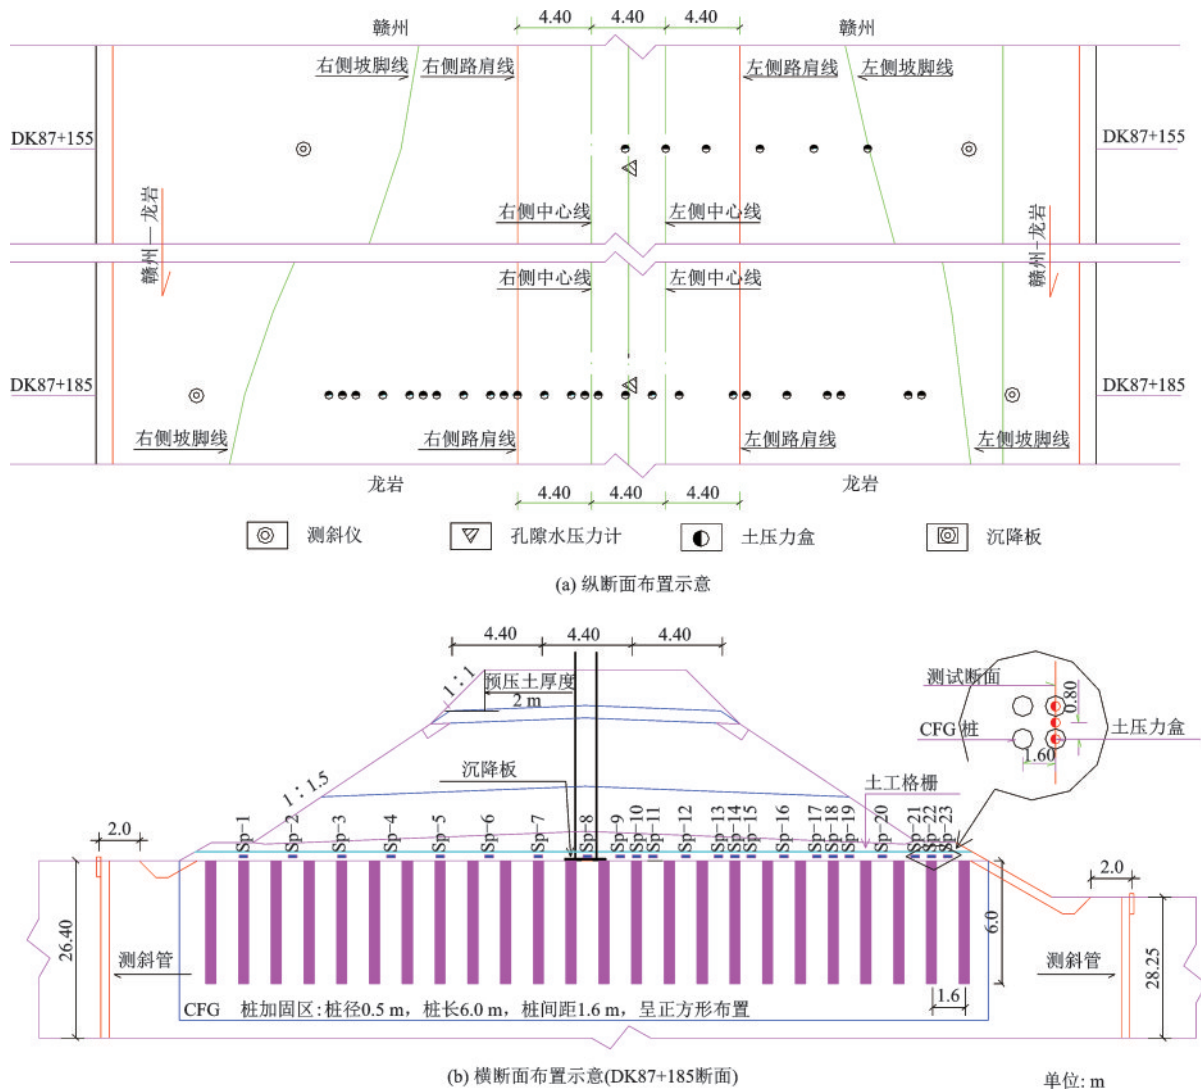 4.40 4.40 4.40
赣州 赣州
右侧坡脚线 右侧路肩线 左侧路肩线 左侧坡脚线
DK87+155 DK87+155
右侧中心线 左侧中心线
赣州—龙岩 赣州-龙岩
右侧中心线 左侧中心线
DK87+185 DK87+185
右侧坡脚线 右侧路肩线 左侧路肩线 左侧坡脚线
龙岩 龙岩
4.40 4.40 4.40
测斜仪 孔隙水压力计 土压力盒 沉降板
(a) 纵断面布置示意
4.40 4.40 4.40
1:1
预压土厚度
2 m
测试断面
0.80
CFG 桩
土压力盒
1.60
沉降板
土工格栅
1:1.5
2.0
Sp-1 Sp-2 Sp-3 Sp-4 Sp-5 Sp-6 Sp-7 Sp-8 Sp-9 Sp-10 Sp-11 Sp-12 Sp-13 Sp-14 Sp-15 Sp-16 Sp-17 Sp-18 Sp-19 Sp-20 Sp-21 Sp-22 Sp-23
2.0
26.40
6.0
28.25
测斜管 测斜管
1.6
CFG 桩加固区:桩径0.5 m，桩长6.0 m，桩间距1.6 m，呈正方形布置
(b) 横断面布置示意(DK87+185断面)
单位: m